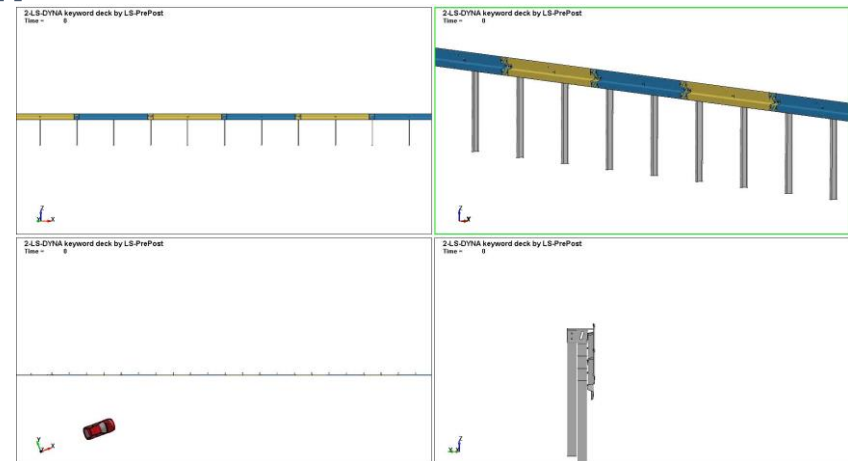 2-LS-DYNA keyword deck by LS-PrePost
Time = 0
Z
Y X
2-LS-DYNA keyword deck by LS-PrePost
Time = 0
Z
X
2-LS-DYNA keyword deck by LS-PrePost
Time = 0
Y
X
2-LS-DYNA keyword deck by LS-PrePost
Time = 0
Z